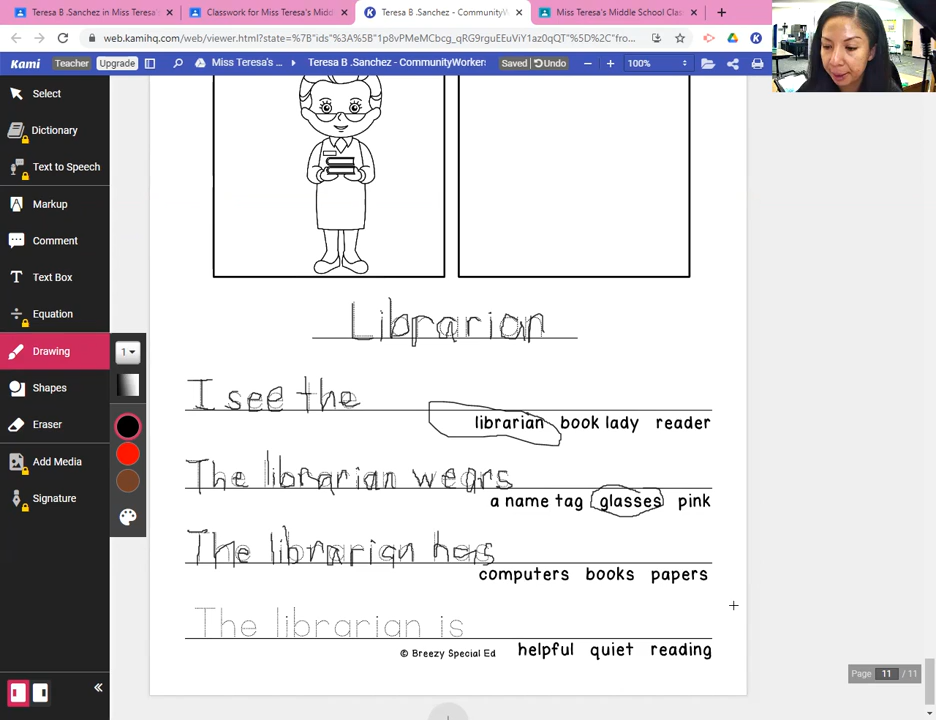 Teresa B .Sanchez in Miss Teresa's
Classwork for Miss Teresa's Midd
Teresa B .Sanchez - CommunityW
Miss Teresa's Middle School Clas
web.kamihq.com/web/viewer.html?state=%7B"ids"%3A%5B"1p8vPMeMCbcg_qRG9rguEEuViY1az0qQT"%5D%2C"fro...
Kami Teacher Upgrade Miss Teresa's ... Teresa B .Sanchez - CommunityWorkers Saved Undo 100%
Select
Dictionary
Text to Speech
Markup
Comment
Text Box
Equation
Drawing
1
Shapes
Eraser
Add Media
Signature
Librarian
I see the
librarian book lady reader
The librarian wears
a name tag glasses pink
The librarian has
computers books papers
The librarian is
© Breezy Special Ed helpful quiet reading
Page 11 / 11